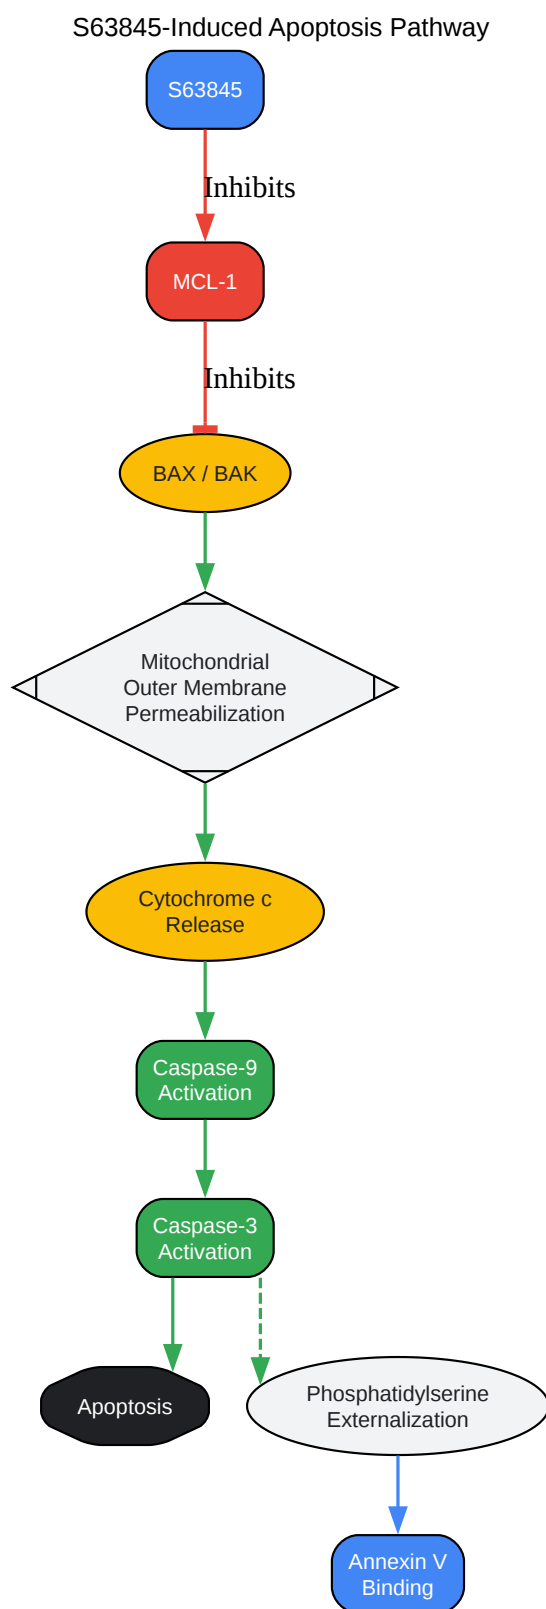 S63845-Induced Apoptosis Pathway
S63845
Inhibits
MCL-1
Inhibits
BAX / BAK
Mitochondrial
Outer Membrane
Permeabilization
Cytochrome c
Release
Caspase-9
Activation
Caspase-3
Activation
Apoptosis
Phosphatidylserine
Externalization
Annexin V
Binding